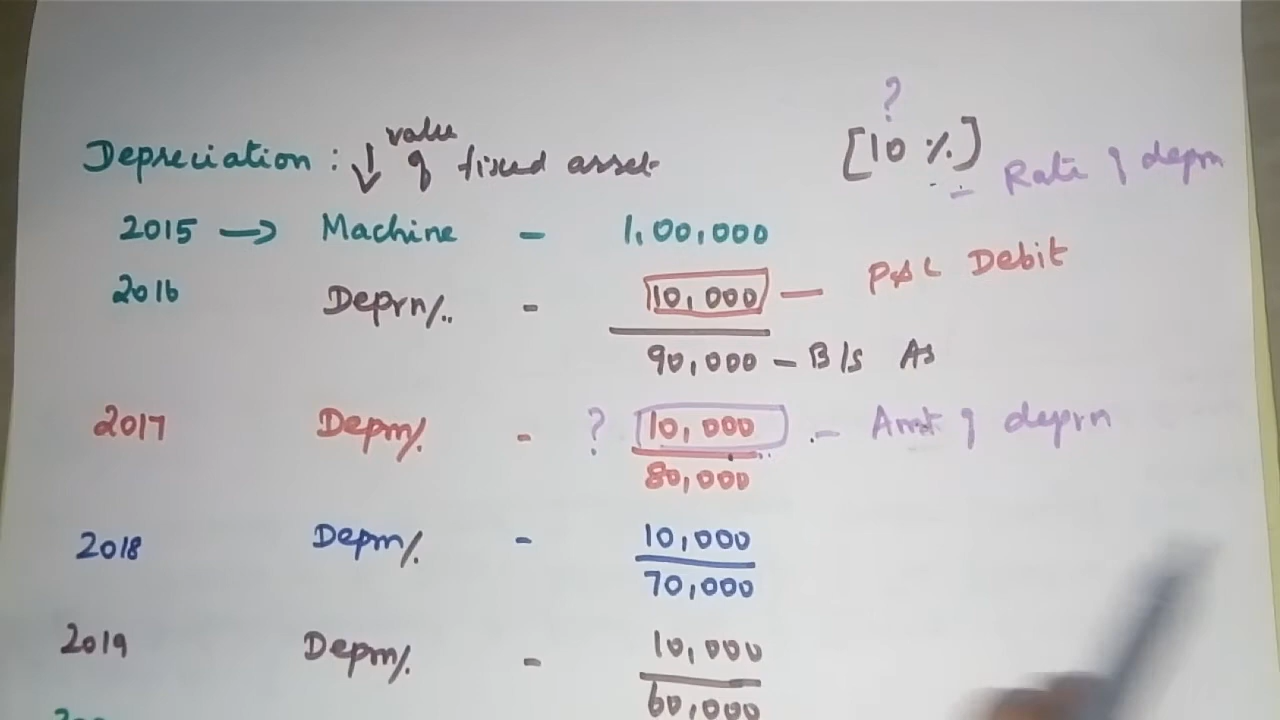 ?
value
Depreciation : ↓ of fixed asset [10 %] - Rate of deprn
2015 → Machine - 1,00,000
2016 Deprn/.. - 10,000 — P&L Debit
90,000 — B/s As
2017 Deprn/. - ? 10,000 - Amt of deprn
80,000
2018 Deprn/. - 10,000
70,000
2019 Deprn/. - 10,000
60,000